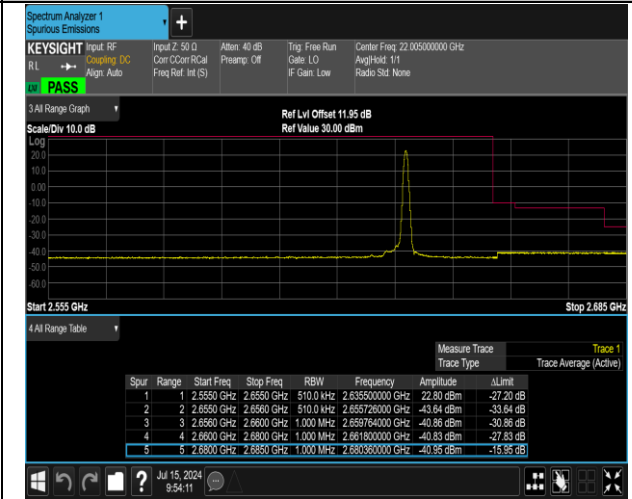 Spectrum Analyzer 1
Spurious Emissions
+
KEYSIGHT Input: RF Input Z: 50 Ω Atten: 40 dB Trig: Free Run Center Freq: 22.005000000 GHz
RL Coupling: DC Corr CCorr RCal Preamp: Off Gate: LO Avg|Hold: 1/1
Align: Auto Freq Ref: Int (S) IF Gain: Low Radio Std: None
PASS
3 All Range Graph
Ref Lvl Offset 11.95 dB
Scale/Div 10.0 dB Ref Value 30.00 dBm
Log
20.0
10.0
0.00
-10.0
-20.0
-30.0
-40.0
-50.0
-60.0
Start 2.555 GHz Stop 2.685 GHz
4 All Range Table
Measure Trace Trace 1
Trace Type Trace Average (Active)
Spur Range Start Freq Stop Freq RBW Frequency Amplitude ΔLimit
1 1 2.5550 GHz 2.6550 GHz 510.0 kHz 2.635500000 GHz 22.80 dBm -27.20 dB
2 2 2.6550 GHz 2.6560 GHz 510.0 kHz 2.655726000 GHz -43.64 dBm -33.64 dB
3 3 2.6560 GHz 2.6600 GHz 1.000 MHz 2.659764000 GHz -40.86 dBm -30.86 dB
4 4 2.6600 GHz 2.6800 GHz 1.000 MHz 2.661800000 GHz -40.83 dBm -27.83 dB
5 5 2.6800 GHz 2.6850 GHz 1.000 MHz 2.680360000 GHz -40.95 dBm -15.95 dB
? Jul 15, 2024
9:54:11